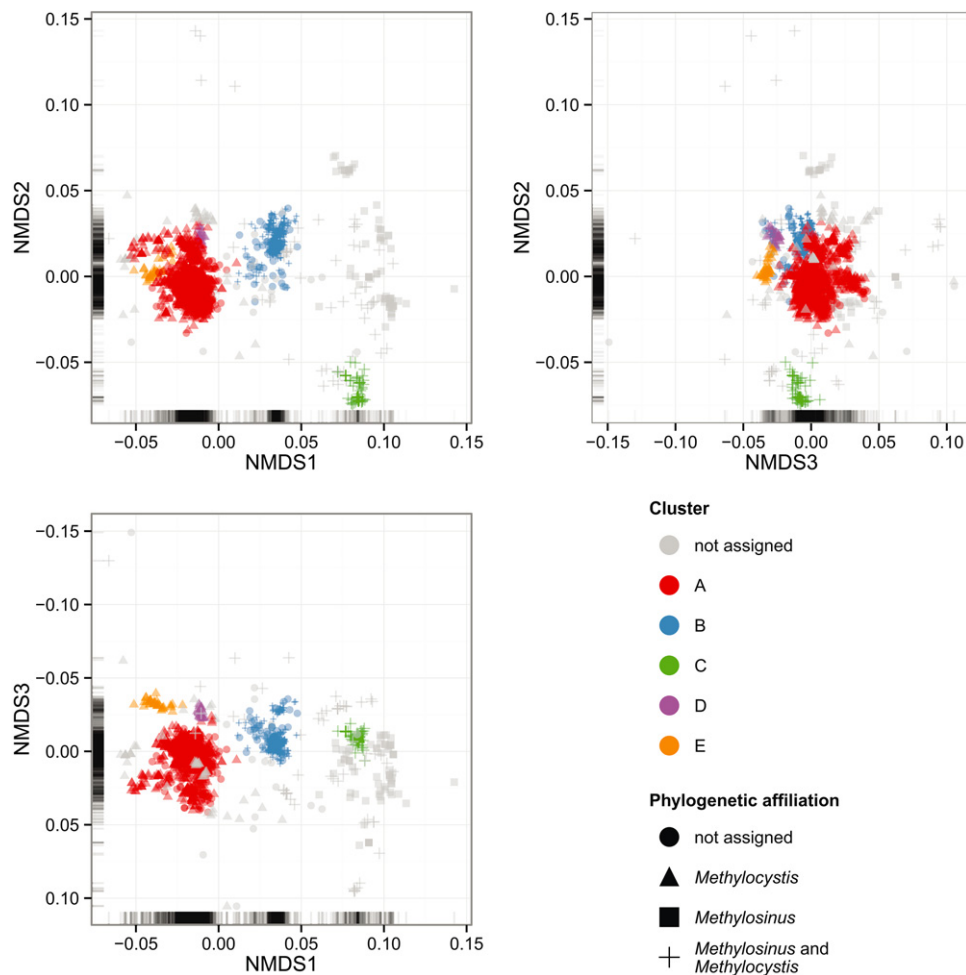 0.15
0.10
0.05
0.00
−0.05
NMDS2
−0.05
0.00
0.05
0.10
0.15
NMDS1
0.15
0.10
0.05
0.00
−0.05
NMDS2
−0.15
−0.10
−0.05
0.00
0.05
0.10
NMDS3
−0.15
−0.10
−0.05
0.00
0.05
0.10
NMDS3
−0.05
0.00
0.05
0.10
0.15
NMDS1
Cluster
not assigned
A
B
C
D
E
Phylogenetic affiliation
not assigned
Methylocystis
Methylosinus
Methylosinus and
Methylocystis